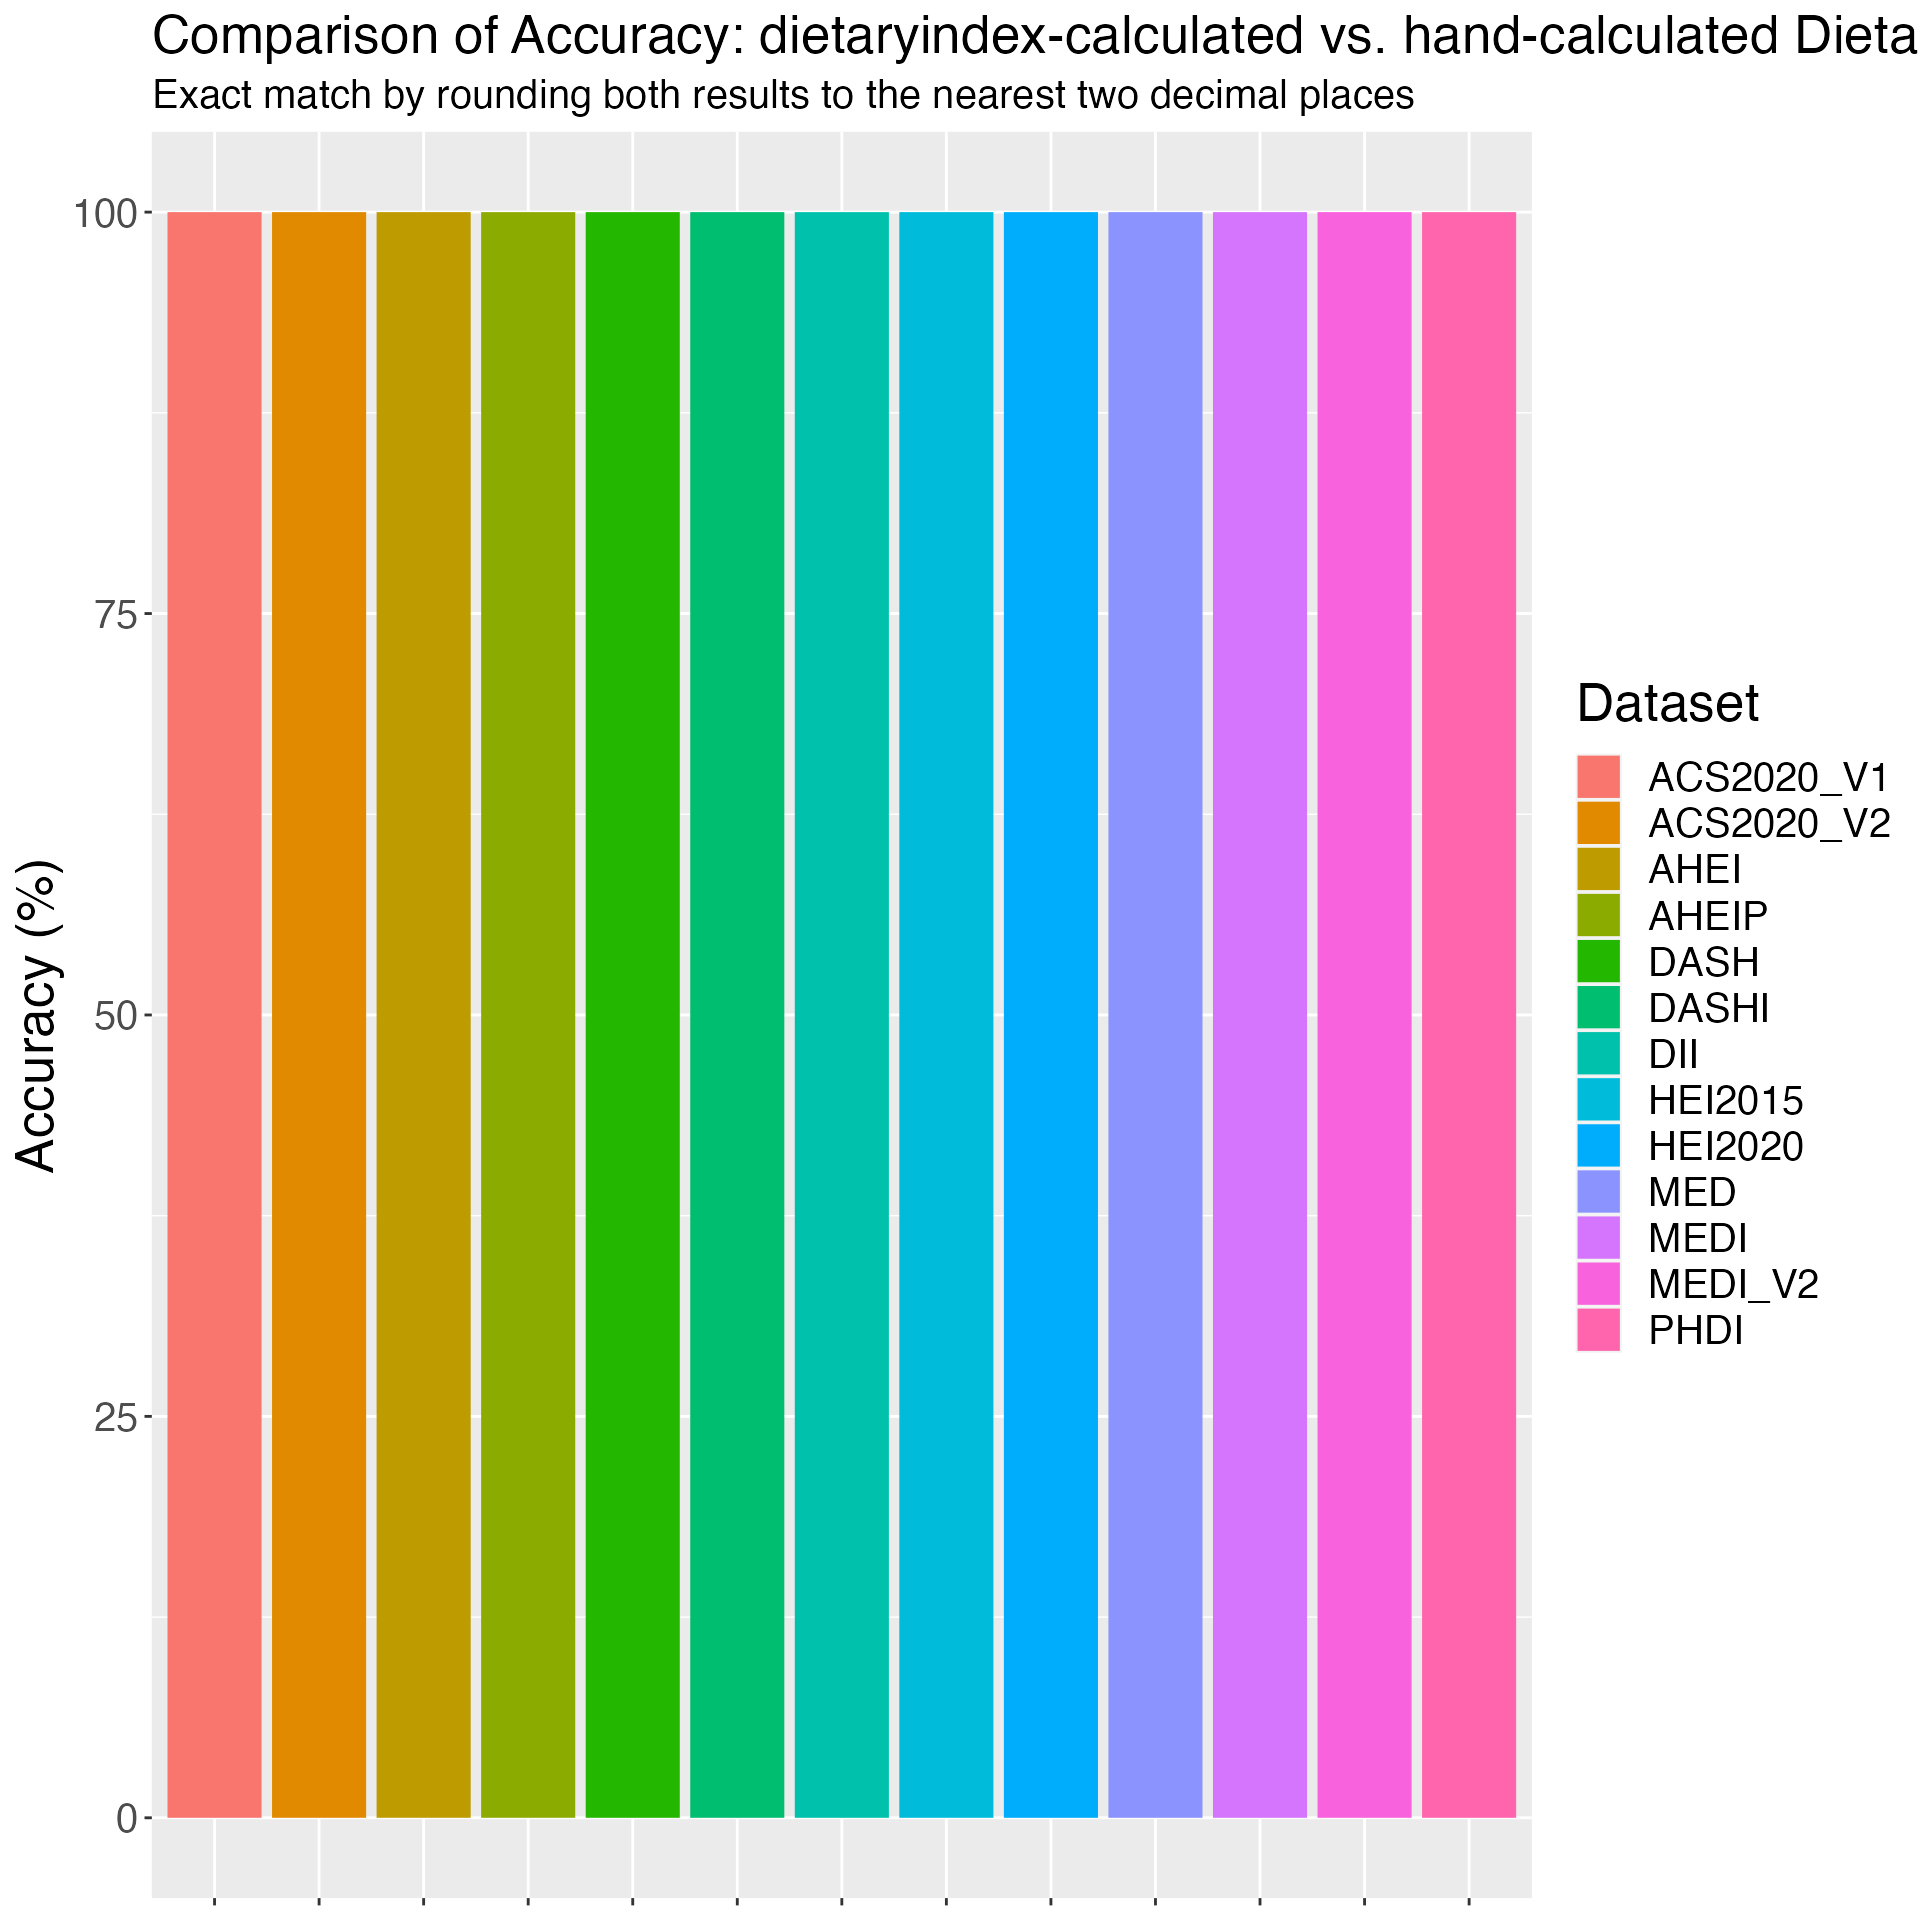 Comparison of Accuracy: dietaryindex-calculated vs. hand-calculated Dieta
Exact match by rounding both results to the nearest two decimal places
100
75
50
25
0
Accuracy (%)
Dataset
ACS2020_V1
ACS2020_V2
AHEI
AHEIP
DASH
DASHI
DII
HEI2015
HEI2020
MED
MEDI
MEDI_V2
PHDI